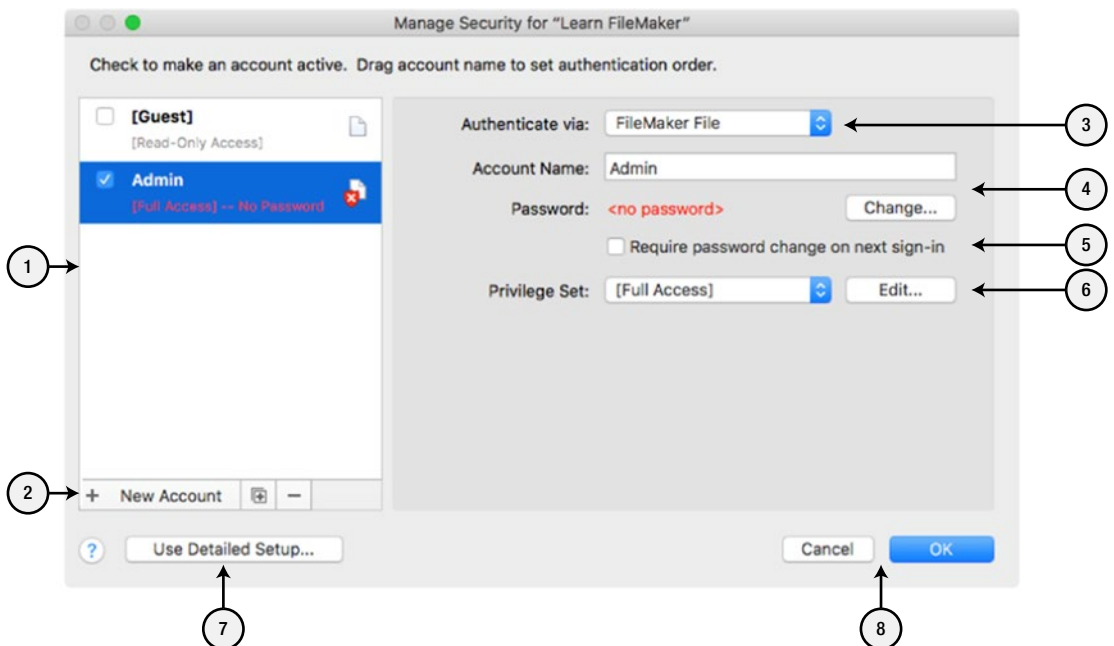 Manage Security for “Learn FileMaker”
Check to make an account active. Drag account name to set authentication order.
[Guest]
[Read-Only Access]
Admin
[Full Access] -- No Password
Authenticate via: FileMaker File
Account Name: Admin
Password: <no password> Change...
Require password change on next sign-in
Privilege Set: [Full Access] Edit...
+ New Account −
? Use Detailed Setup... Cancel OK
1
2
3
4
5
6
7
8